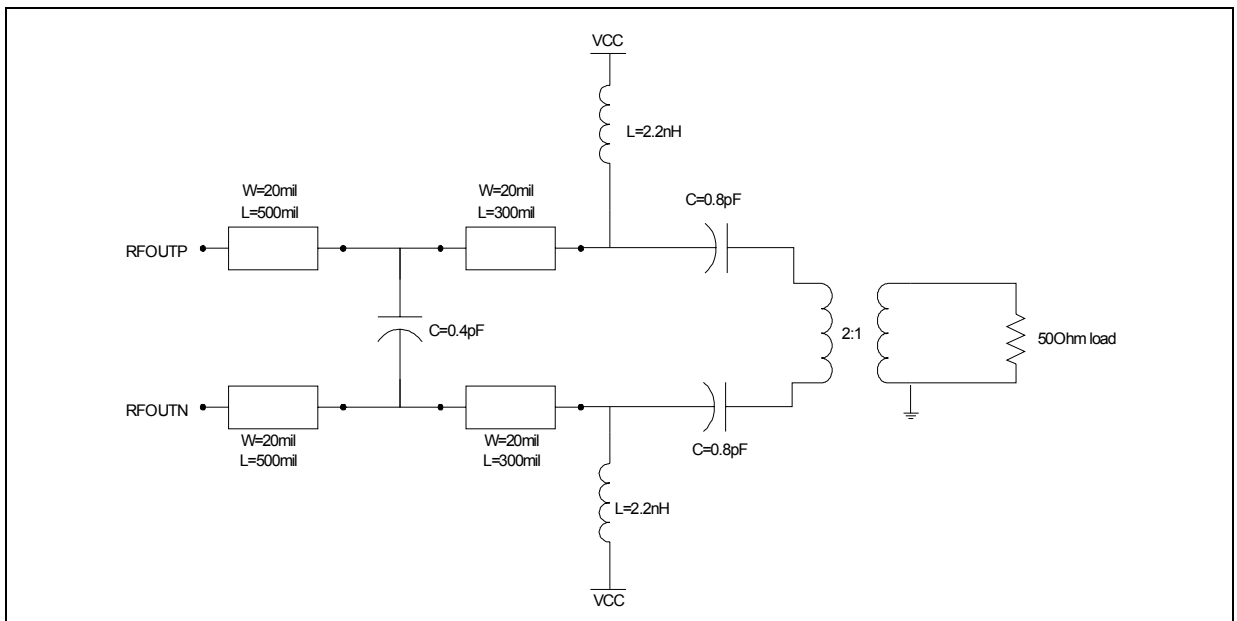 VCC
L=2.2nH
W=20mil
L=500mil
W=20mil
L=300mil
C=0.8pF
RFOUTP
C=0.4pF
2:1
50Ohm load
RFOUTN
W=20mil
L=500mil
W=20mil
L=300mil
C=0.8pF
L=2.2nH
VCC